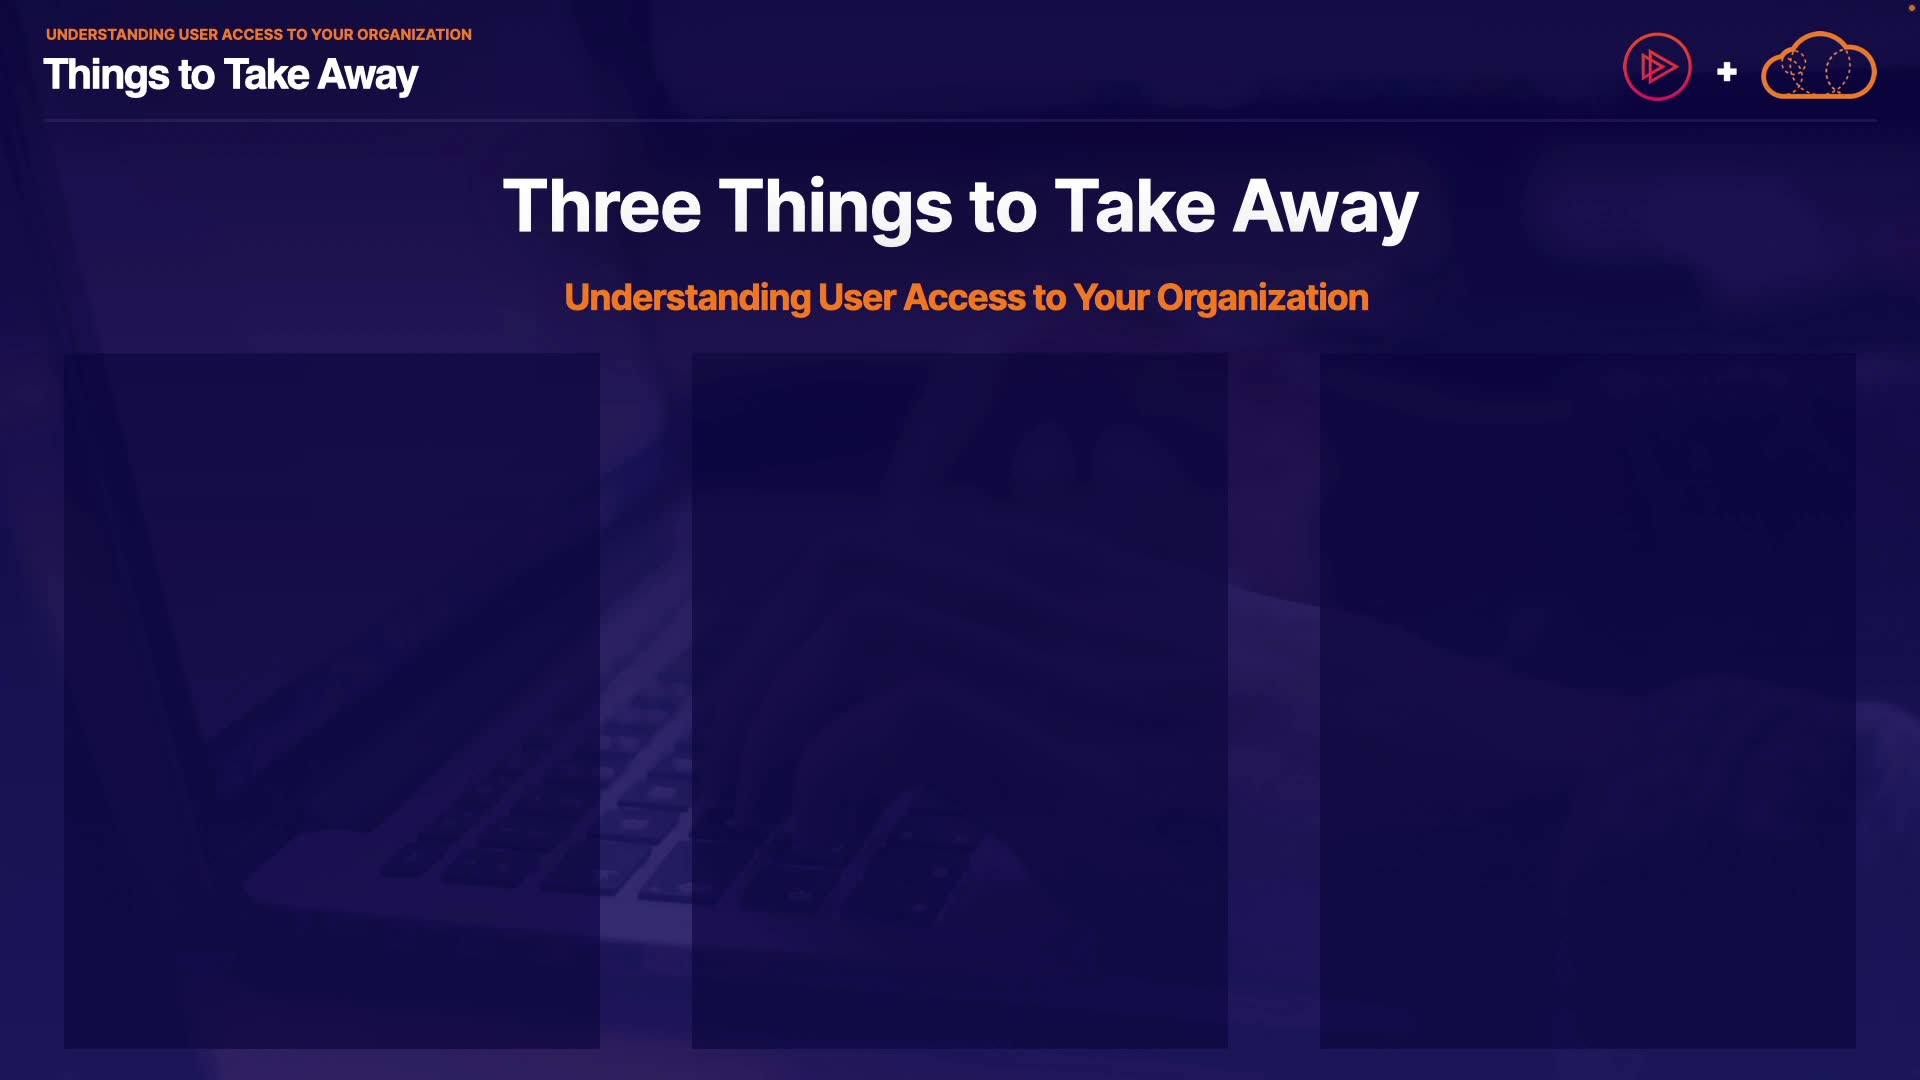 UNDERSTANDING USER ACCESS TO YOUR ORGANIZATION
Things to Take Away
+
Three Things to Take Away
Understanding User Access to Your Organization